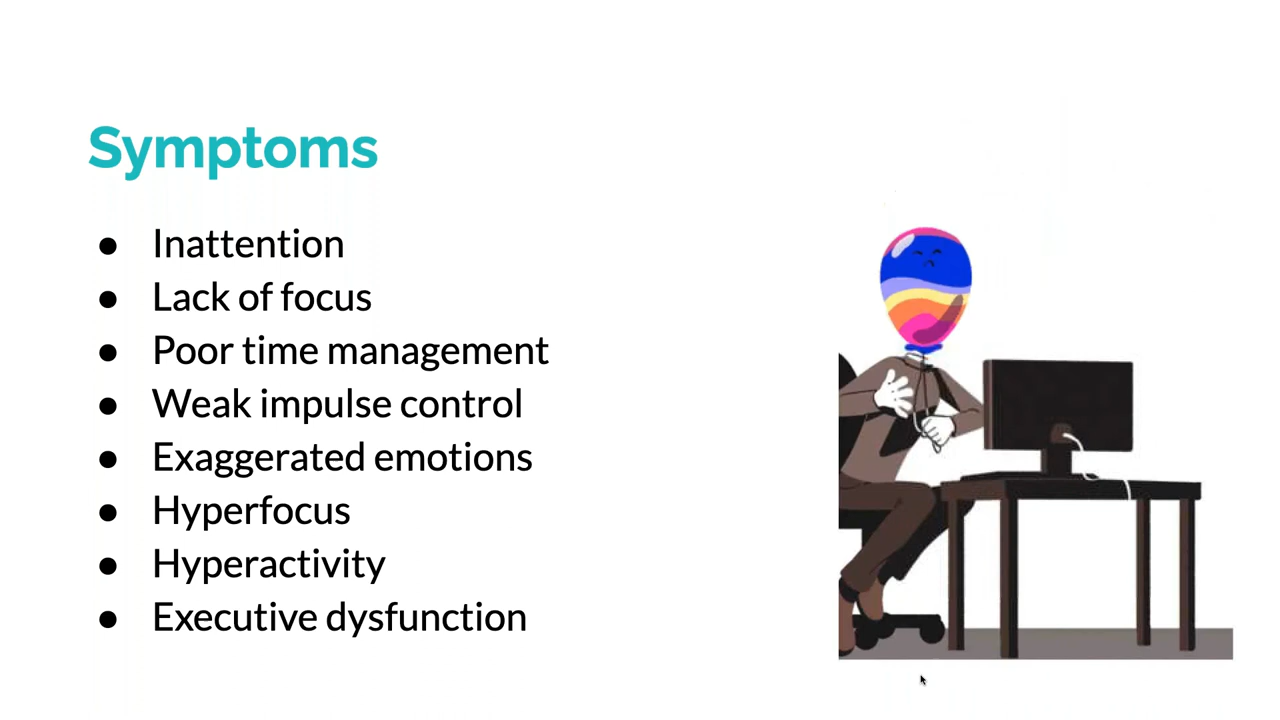 Symptoms
● Inattention
● Lack of focus
● Poor time management
● Weak impulse control
● Exaggerated emotions
● Hyperfocus
● Hyperactivity
● Executive dysfunction